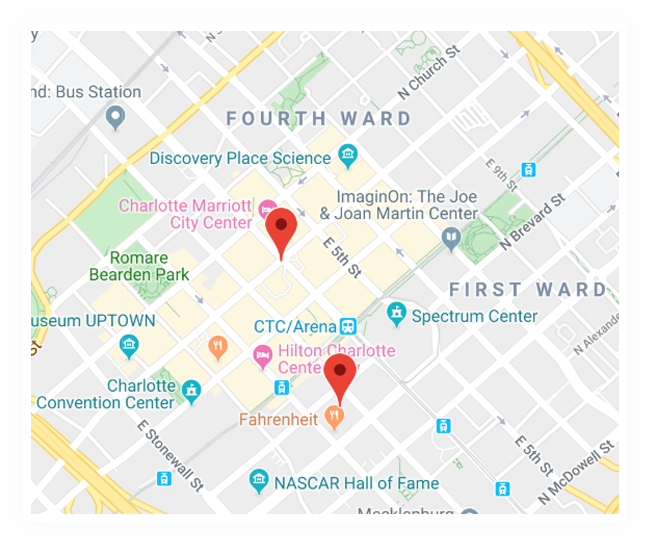 y
nd: Bus Station
N Church St
FOURTH WARD
Discovery Place Science
E 9th St
Charlotte Marriott
City Center
ImaginOn: The Joe
& Joan Martin Center
N Brevard St
E 5th St
Romare
Bearden Park
FIRST WARD
useum UPTOWN
CTC/Arena
Spectrum Center
N Alexande
St
Hilton Charlotte
Cente
y
Charlotte
Convention Center
Fahrenheit
E Stonewall St
E 5th St
N McDowell St
NASCAR Hall of Fame
Mecklenburg